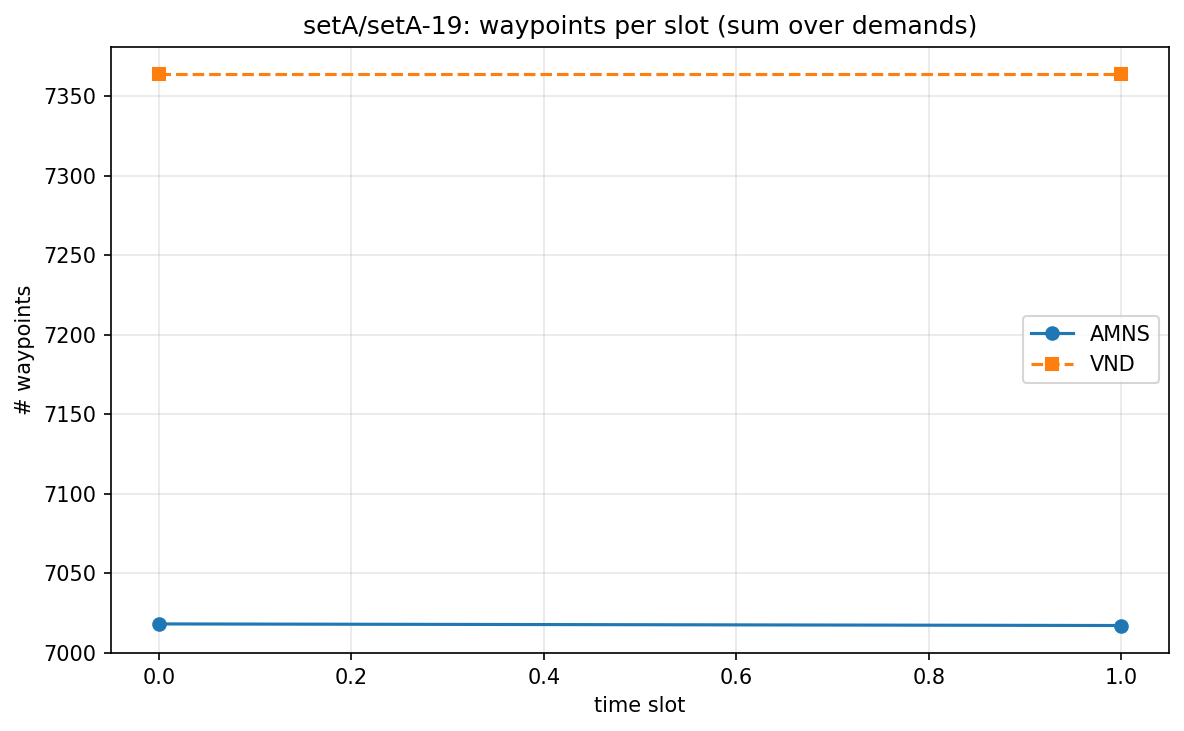 setA/setA-19: waypoints per slot (sum over demands)
# waypoints
7350
7300
7250
7200
7150
7100
7050
7000
AMNS
VND
0.0 0.2 0.4 0.6 0.8 1.0
time slot